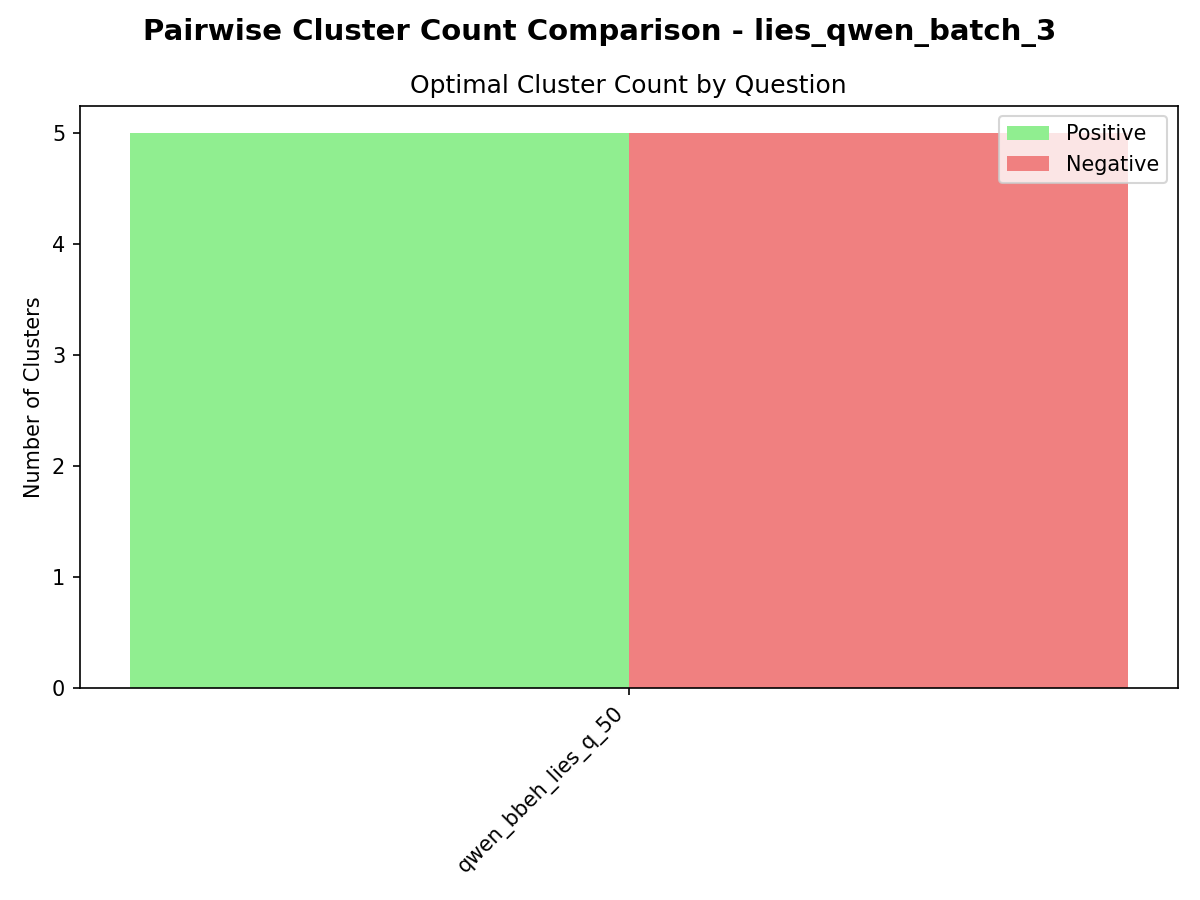 Pairwise Cluster Count Comparison - lies_qwen_batch_3
Optimal Cluster Count by Question
Positive
Negative
Number of Clusters
5
4
3
2
1
0
qwen_bbeh_lies_q_50